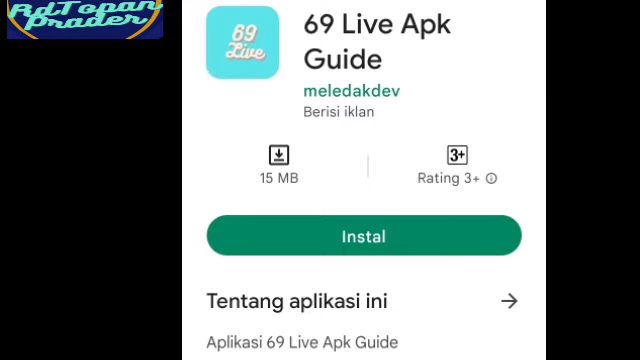 RdTopan
Prader
69
Live
69 Live Apk
Guide
meledakdev
Berisi iklan
3+
15 MB
Rating 3+
Instal
Tentang aplikasi ini
Aplikasi 69 Live Apk Guide